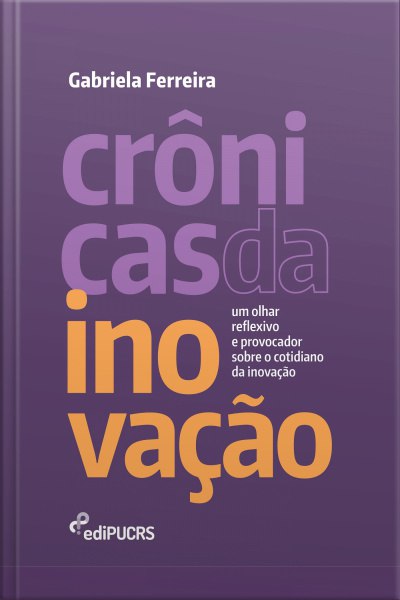 Gabriela Ferreira
crôni
casda
ino
vação
um olhar
reflexivo
e provocador
sobre o cotidiano
da inovação
ediPUCRS